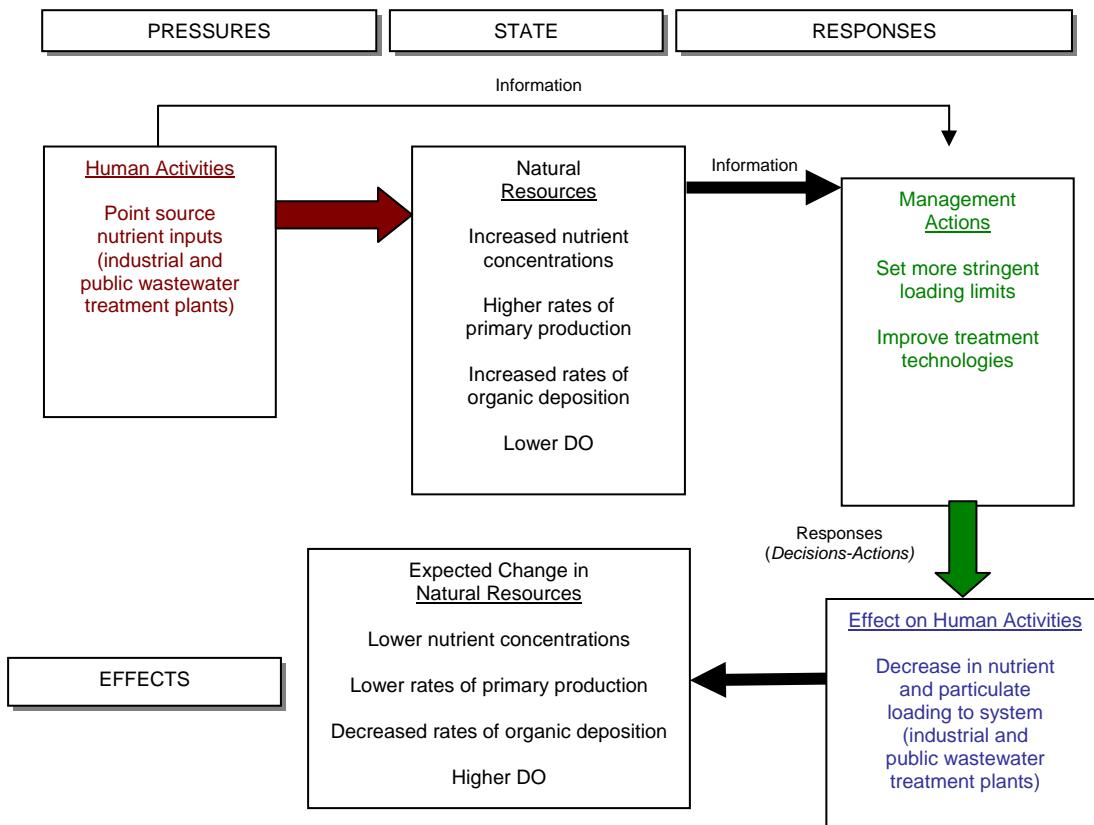 PRESSURES
STATE
RESPONSES
Information
Human Activities
Point source
nutrient inputs
(industrial and
public wastewater
treatment plants)
Natural
Resources
Increased nutrient
concentrations
Higher rates of
primary production
Increased rates of
organic deposition
Lower DO
Information
Management
Actions
Set more stringent
loading limits
Improve treatment
technologies
Responses
(Decisions-Actions)
Effect on Human Activities
Decrease in nutrient
and particulate
loading to system
(industrial and
public wastewater
treatment plants)
Expected Change in
Natural Resources
Lower nutrient concentrations
Lower rates of primary production
Decreased rates of organic deposition
Higher DO
EFFECTS